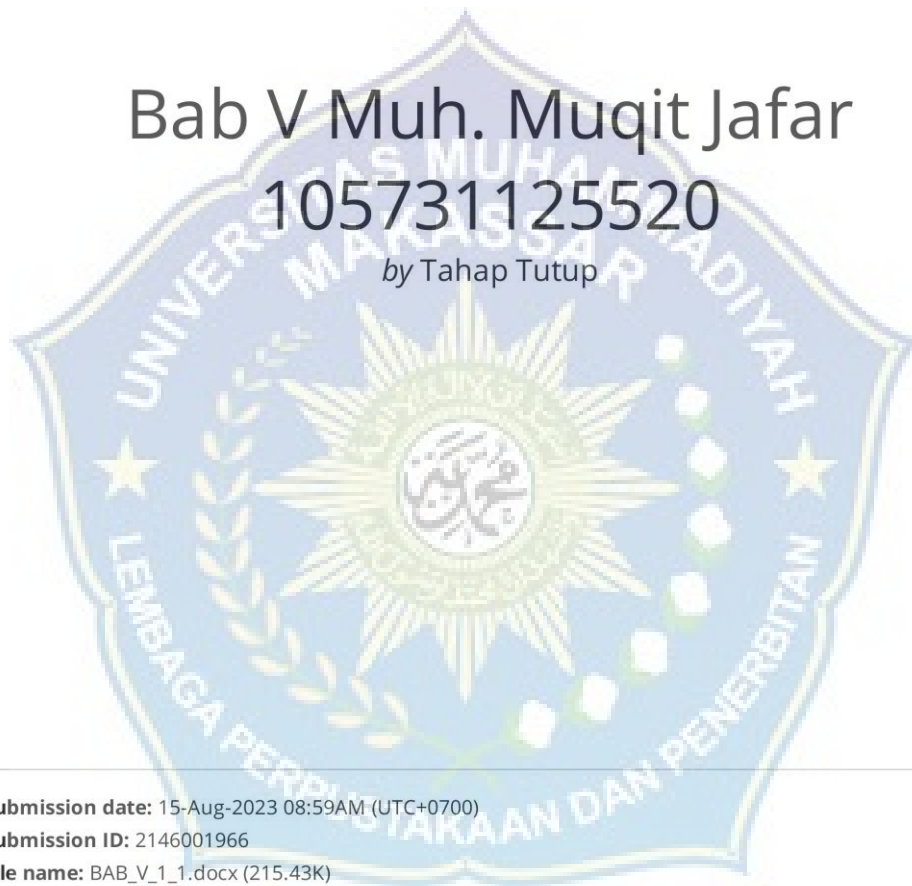 Bab V Muh. Muqit Jafar
105731125520
by Tahap Tutup
UNIVERSITAS MUHAMMADIYAH
MAKASSAR
LEMBAGA PERPUSTAKAAN DAN PENERBITAN
ubmission date: 15-Aug-2023 08:59AM (UTC+0700)
ubmission ID: 2146001966
le name: BAB_V_1_1.docx (215.43K)